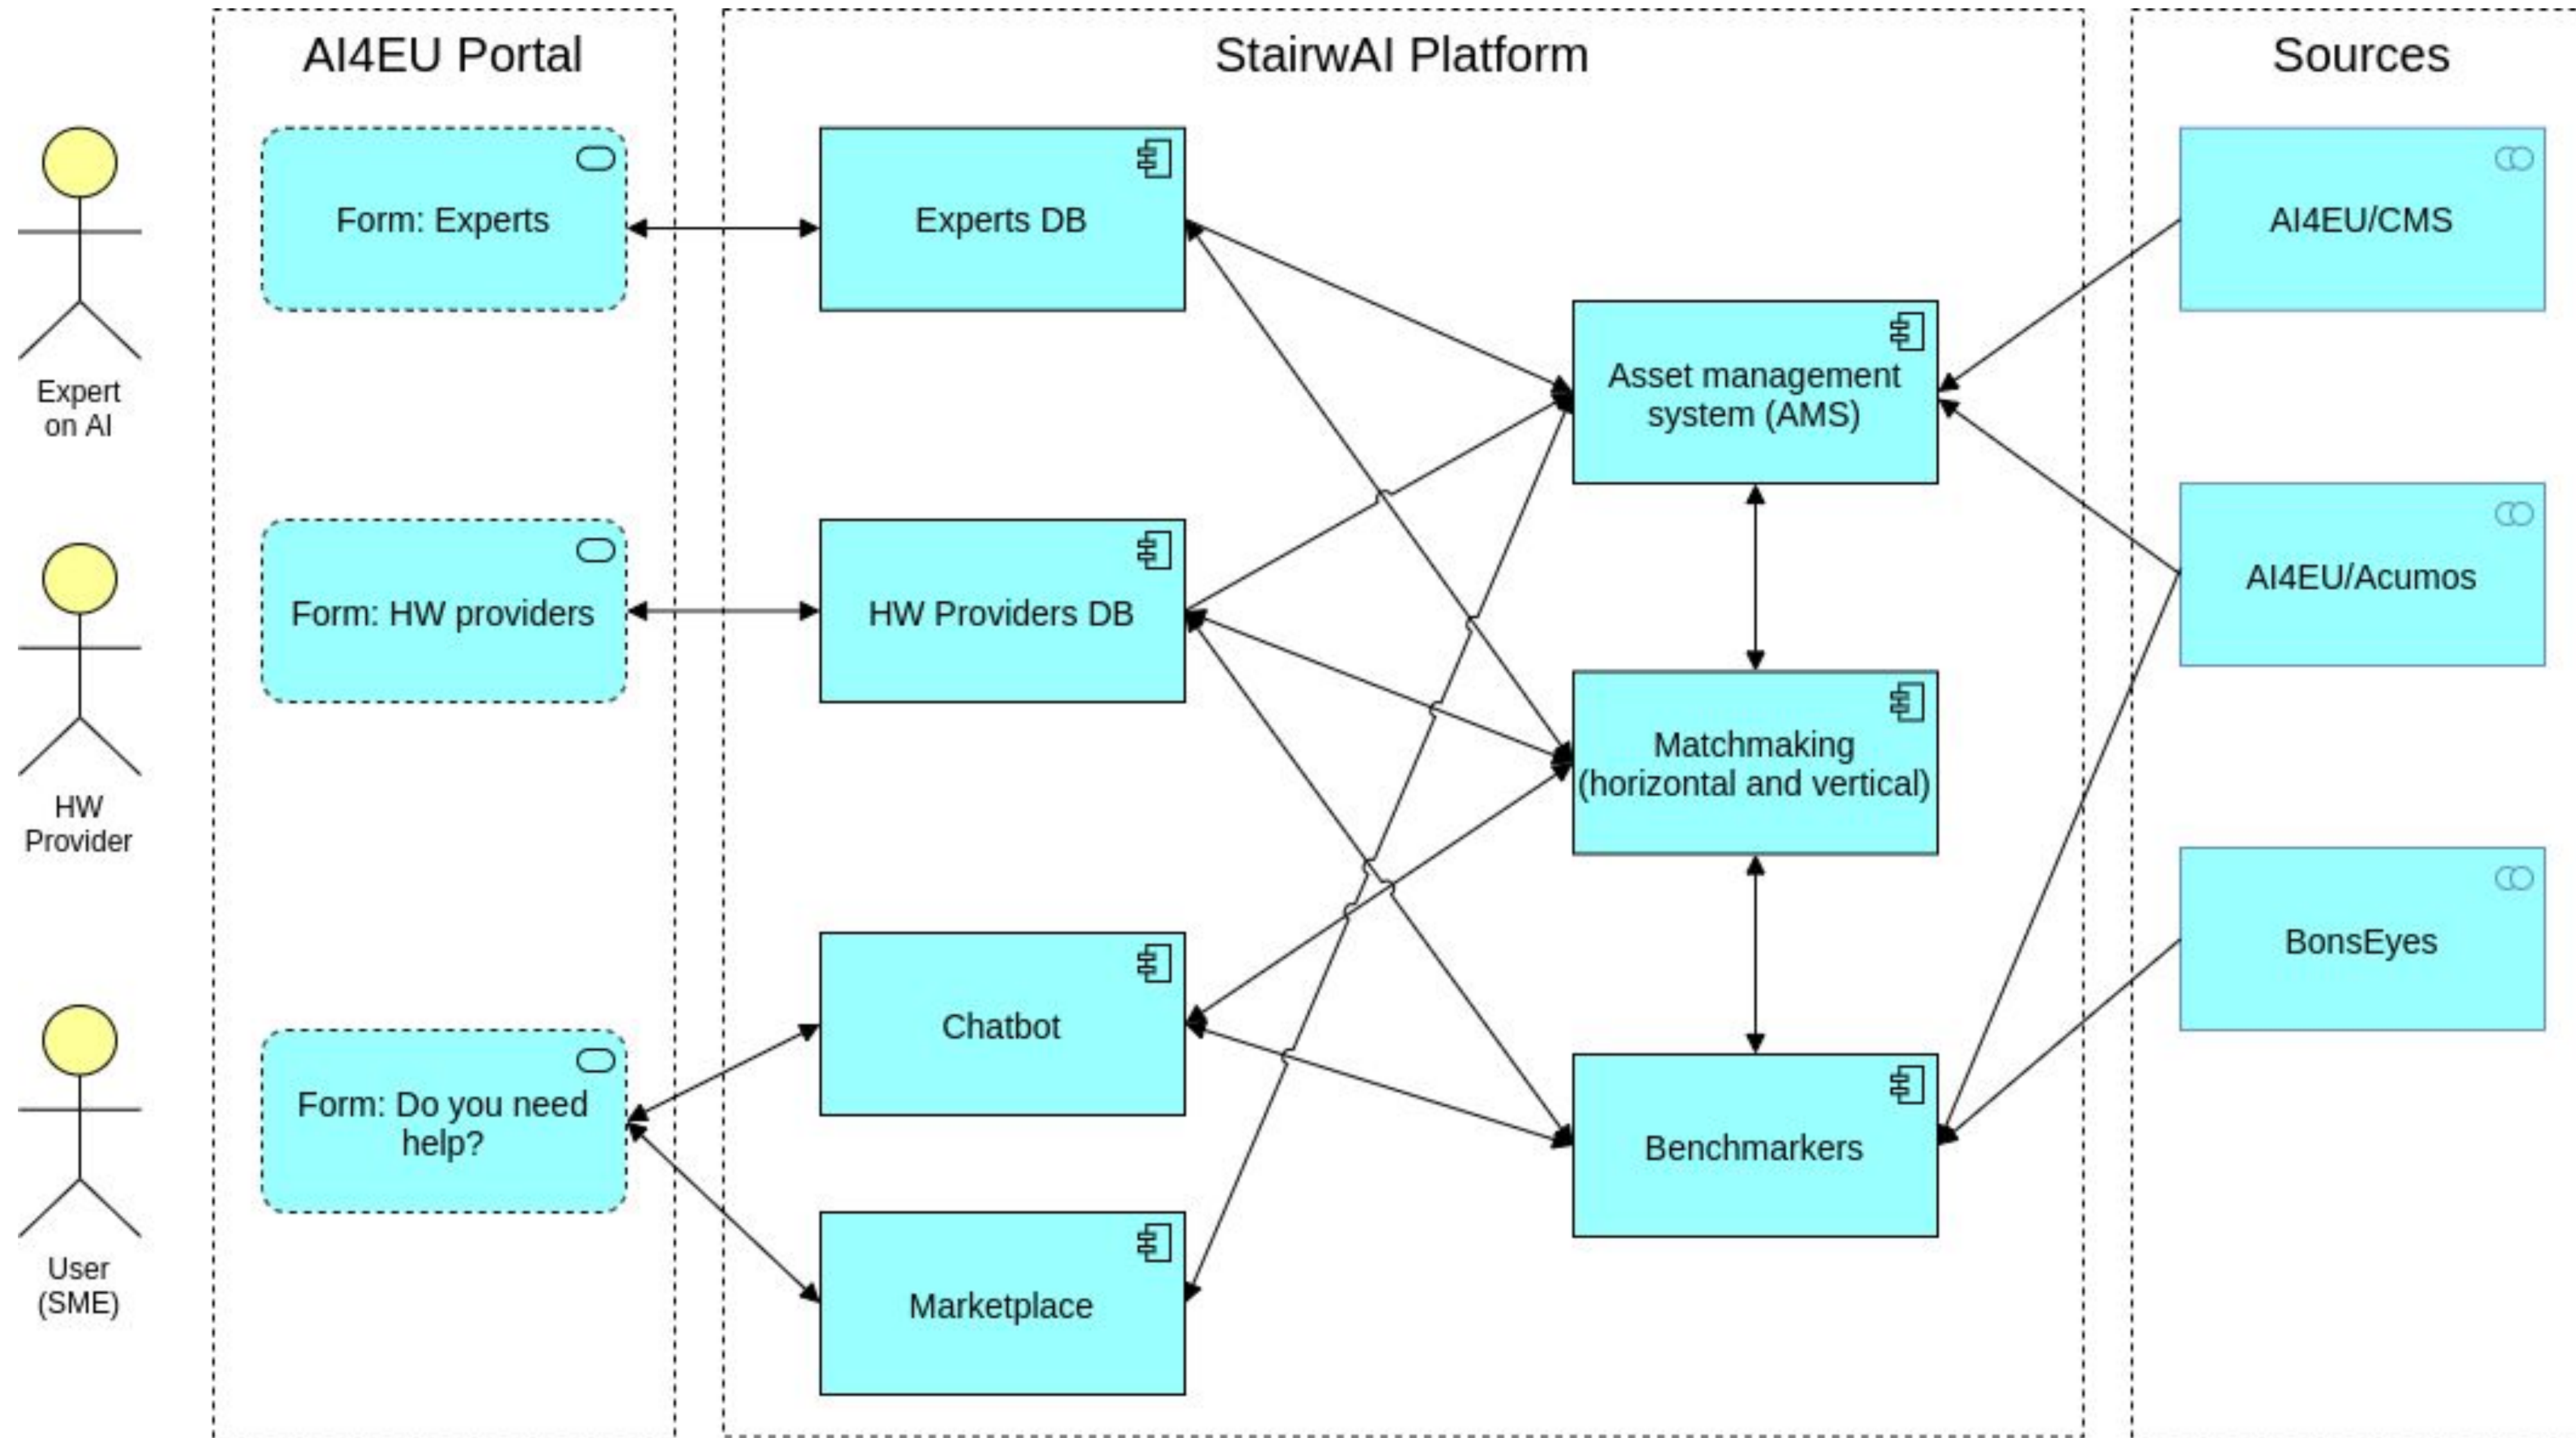 AI4EU Portal
StairwAI Platform
Sources
Expert
on AI
HW
Provider
User
(SME)
Form: Experts
Form: HW providers
Form: Do you need
help?
Experts DB
HW Providers DB
Chatbot
Marketplace
Asset management
system (AMS)
Matchmaking
(horizontal and vertical)
Benchmarkers
AI4EU/CMS
AI4EU/Acumos
BonsEyes